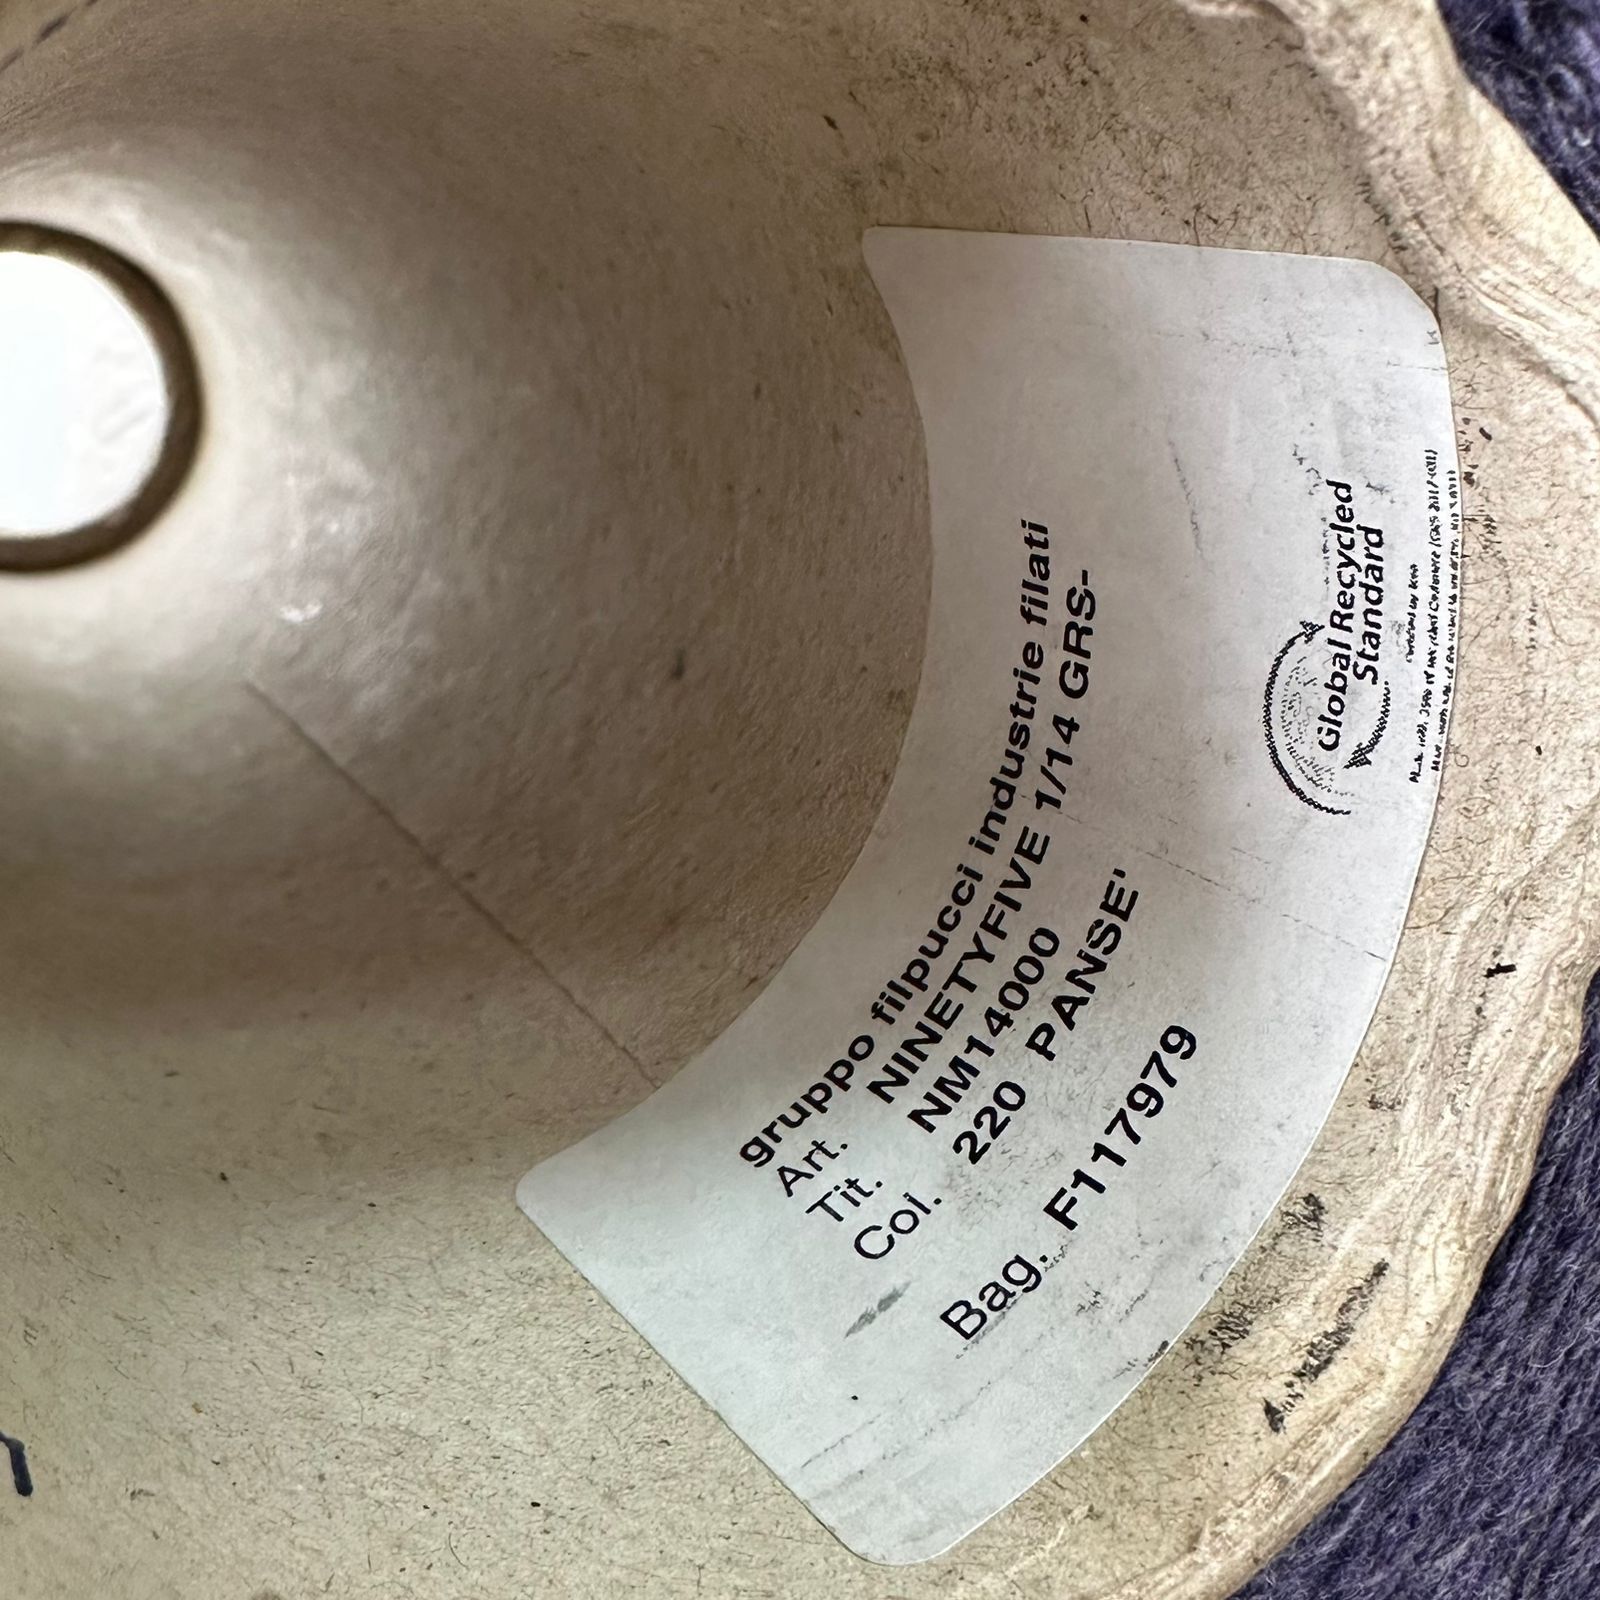 gruppo filpucci industrie filati
Art. NINETYFIVE 1/14 GRS-
Tit. NM14000
Col. 220 PANSE'
Bag. F117979
Global Recycled
Standard